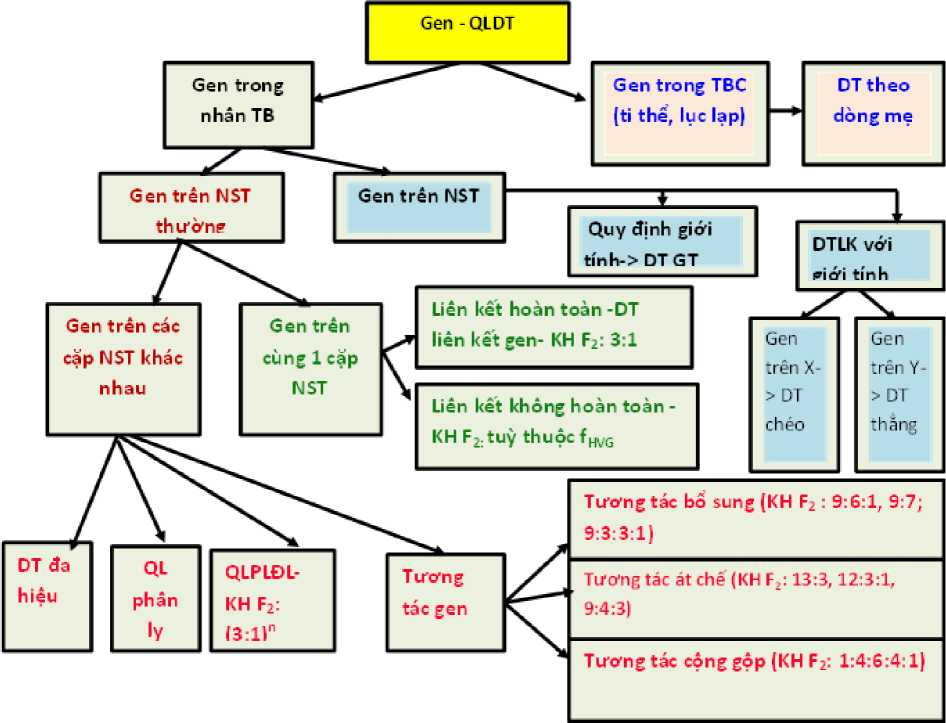 Gen - QLDT
Gen trong
nhân TB
Gen trong TBC
(ti thể, lục lạp)
DT theo
dòng mẹ
Gen trên NST
thường
Gen trên NST
Quy định giới
tính-> DT GT
DTLK với
giới tính
Gen trên các
cặp NST khác
nhau
Gen trên
cùng 1 cặp
NST
Liên kết hoàn toàn -DT
liên kết gen- KH F2: 3:1
Liên kết không hoàn toàn -
KH F2: tuỳ thuộc fHVG
Gen
trên X-
> DT
chéo
Gen
trên Y-
> DT
thẳng
DT đa
hiệu
QL
phân
ly
QLPLĐL-
KH F2:
(3:1)n
Tương
tác gen
Tương tác bổ sung (KH F2 : 9:6:1, 9:7;
9:3:3:1)
Tương tác át chế (KH F2: 13:3, 12:3:1,
9:4:3)
Tương tác cộng gộp (KH F2: 1:4:6:4:1)